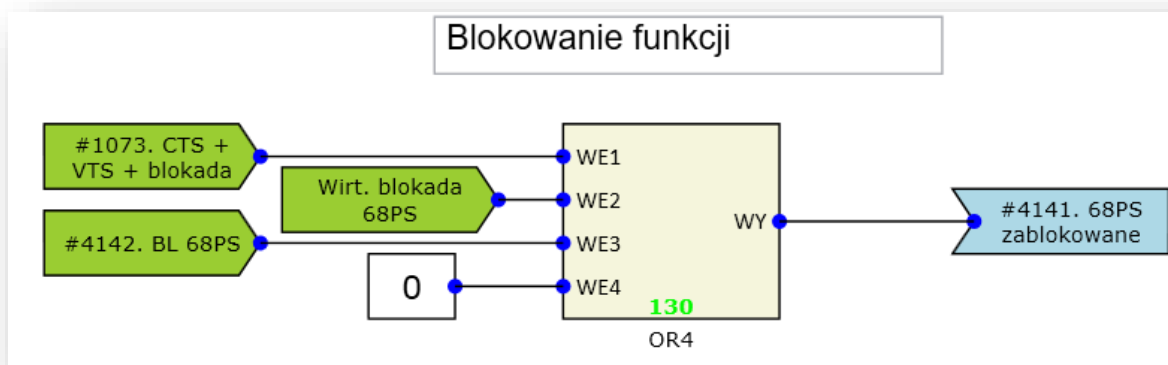 Blokowanie funkcji
#1073. CTS +
VTS + blokada
Wirt. blokada
68PS
#4142. BL 68PS
0
WE1
WE2
WE3
WE4
WY
130
OR4
#4141. 68PS
zablokowane